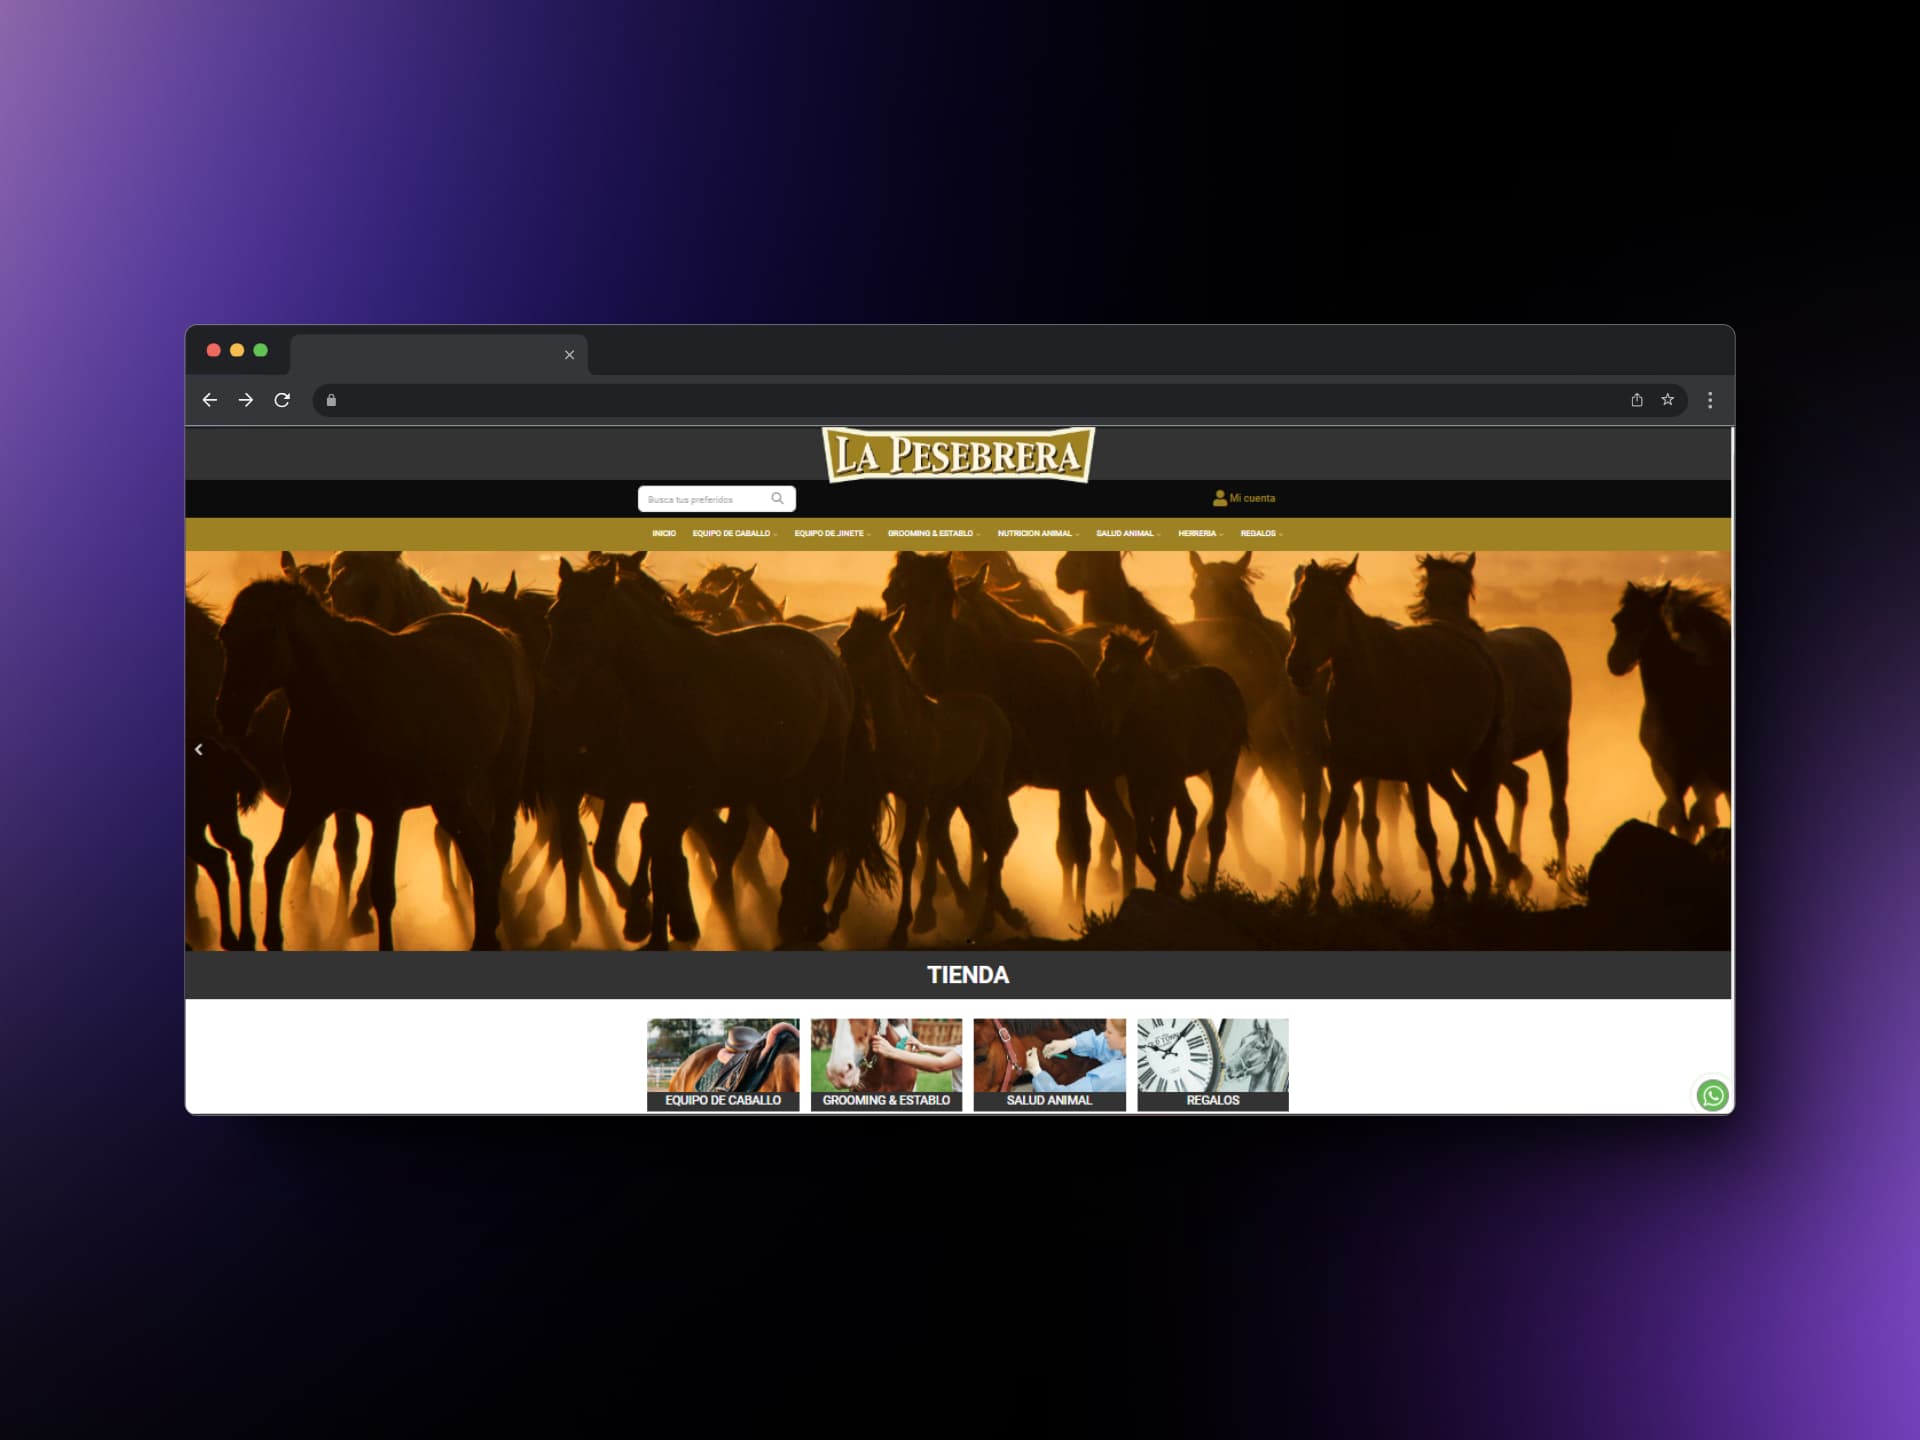 LA PESEBRERA
Busca tus preferidos
Mi cuenta
INICIO EQUIPO DE CABALLO EQUIPO DE JINETE GROOMING & ESTABLO NUTRICION ANIMAL SALUD ANIMAL HERRERIA REGALOS
TIENDA
EQUIPO DE CABALLO GROOMING & ESTABLO SALUD ANIMAL REGALOS